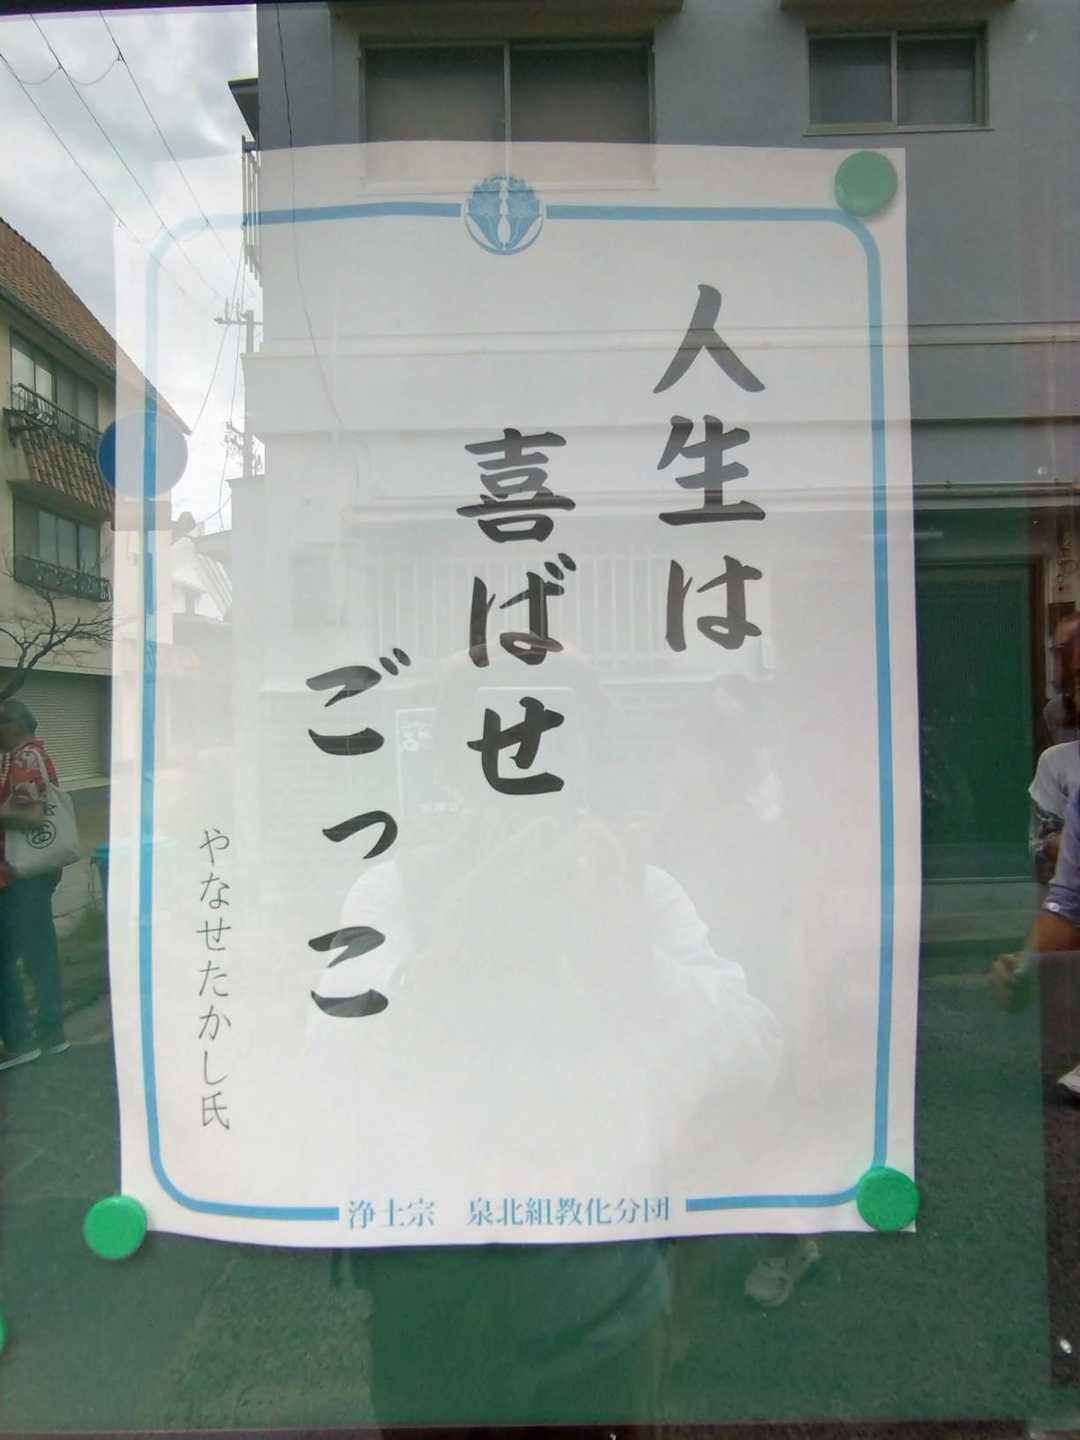 人生は
喜ばせ
ごっこ
やなせたかし氏
浄土宗　泉北組教化分団